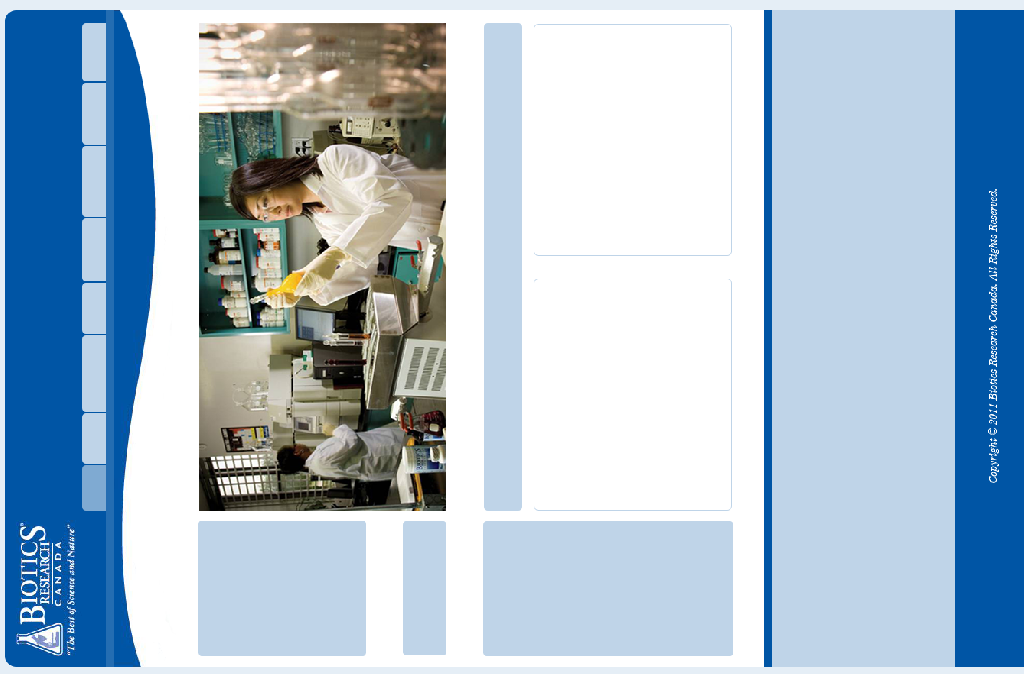 BIOTICS®
RESEARCH
CANADA
"The Best of Science and Nature"
Copyright © 2011 Biotics Research Canada. All Rights Reserved.